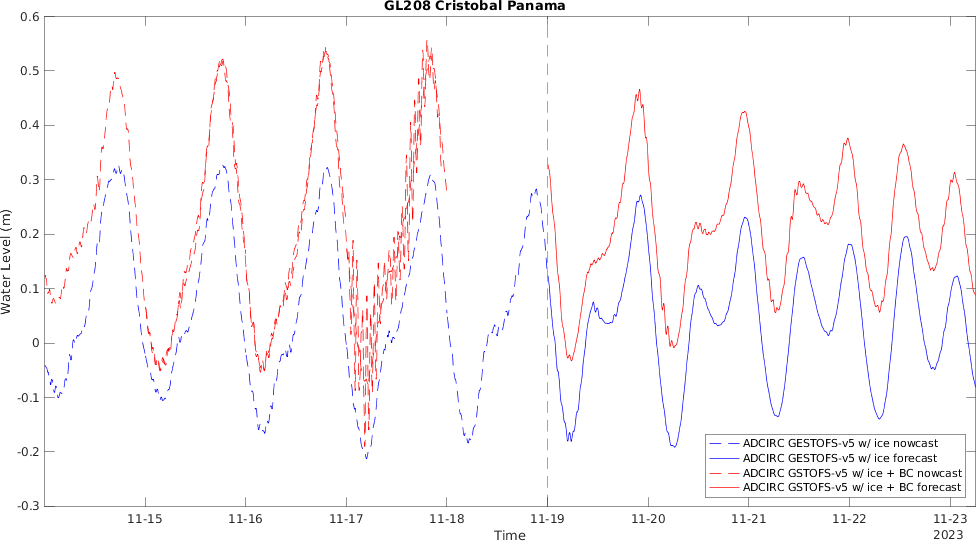 GL208 Cristobal Panama
0.6
0.5
0.4
0.3
0.2
0.1
0
-0.1
-0.2
-0.3
Water Level (m)
11-15
11-16
11-17
11-18
11-19
11-20
11-21
11-22
11-23
2023
Time
ADCIRC GESTOFS-v5 w/ ice nowcast
ADCIRC GESTOFS-v5 w/ ice forecast
ADCIRC GSTOFS-v5 w/ ice + BC nowcast
ADCIRC GSTOFS-v5 w/ ice + BC forecast